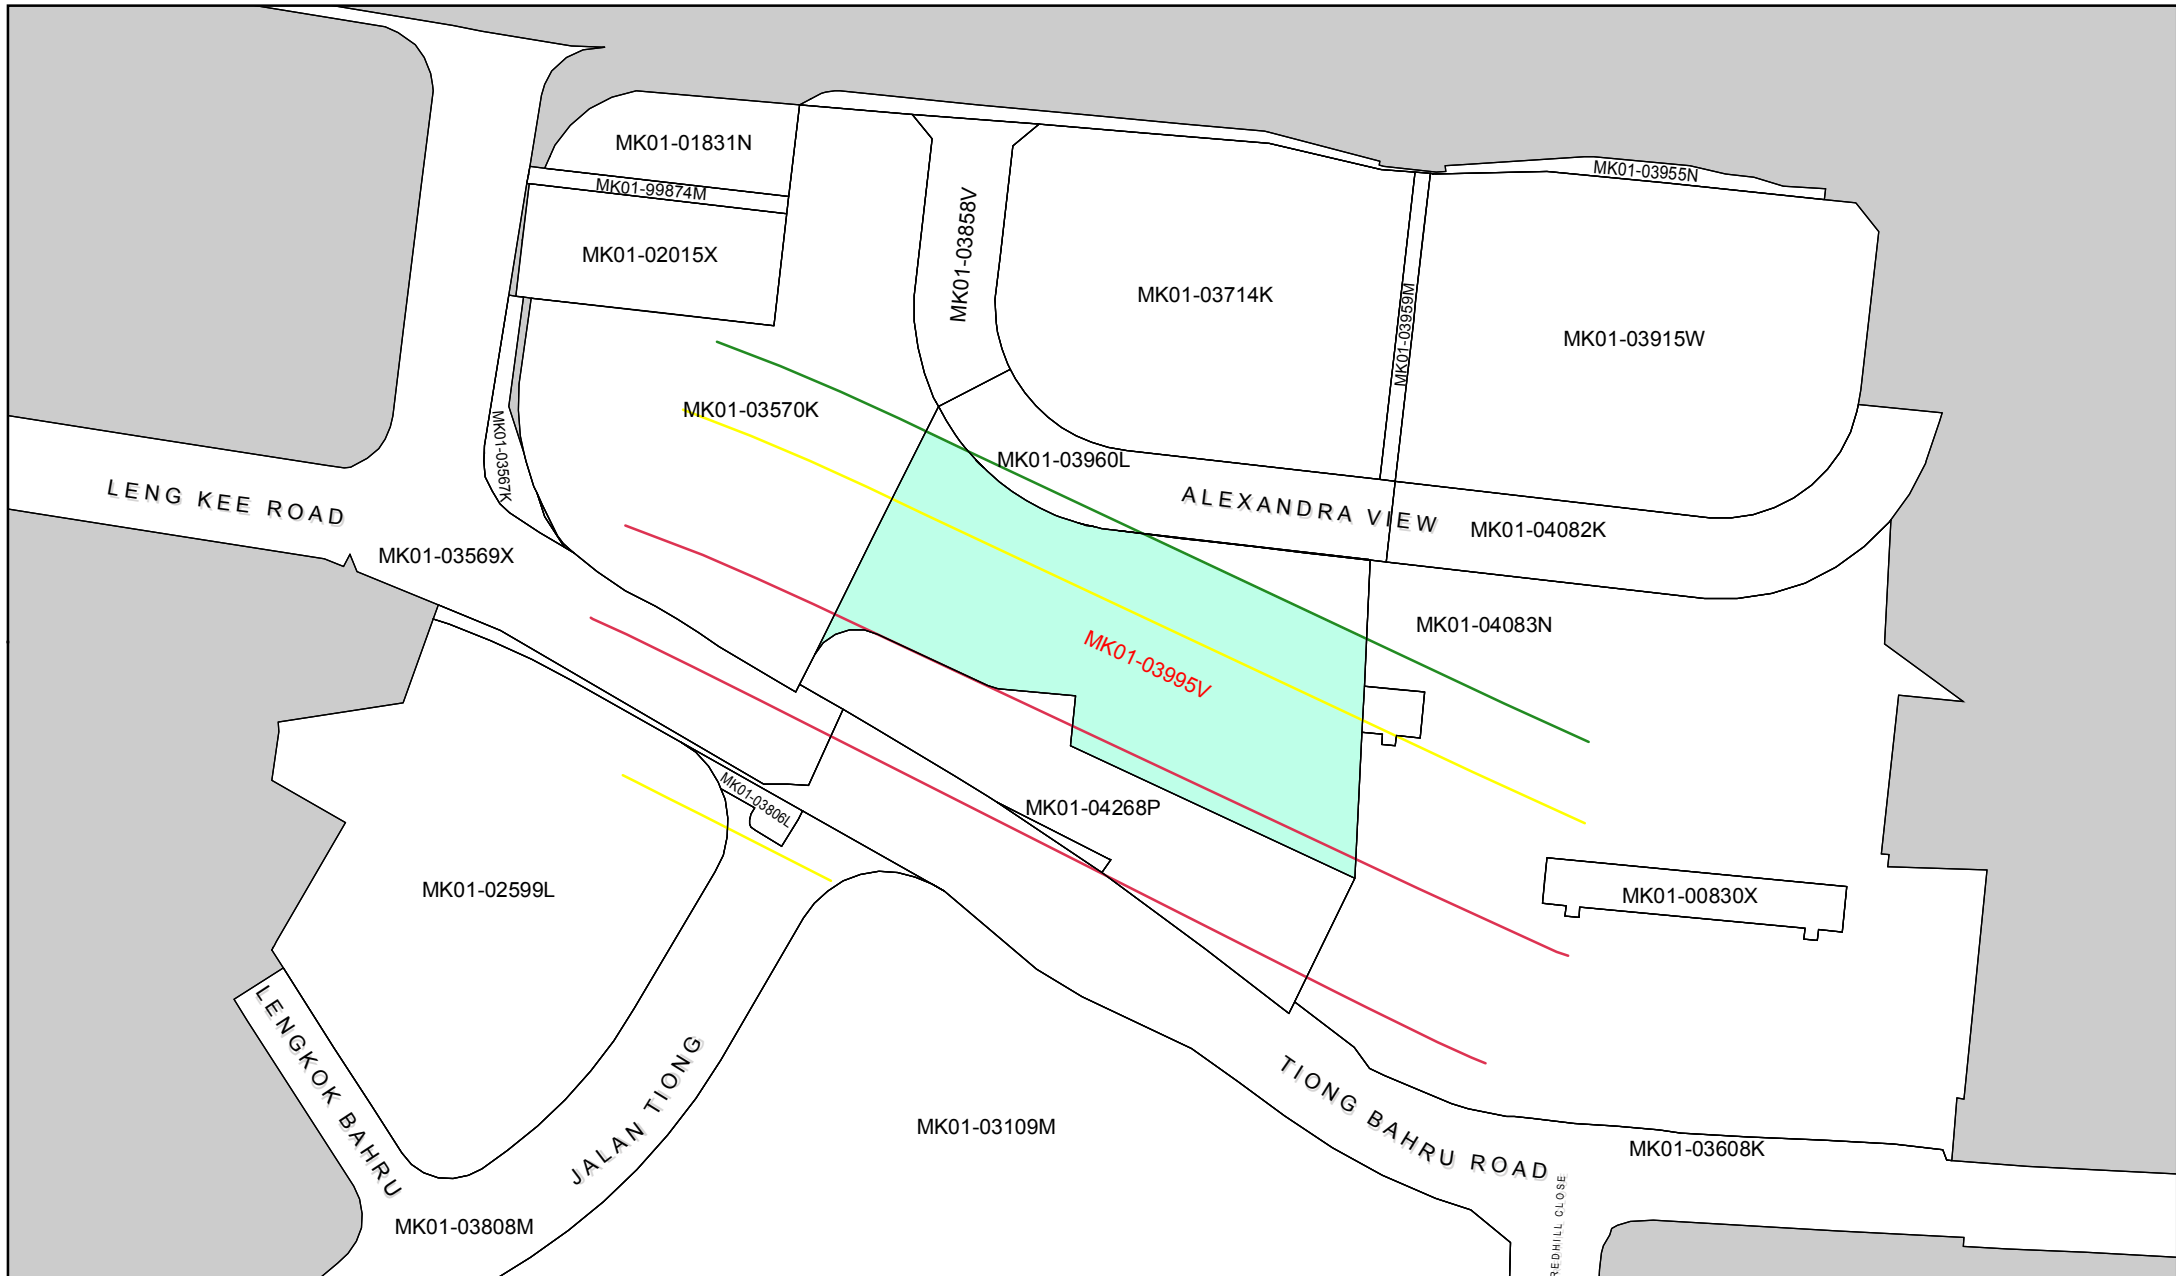 MK01-01831N
MK01-99874M
MK01-02015X
MK01-03858V
MK01-03714K
MK01-03955N
MK01-03959M
MK01-03915W
MK01-03570K
MK01-03567K
MK01-03960L
ALEXANDRA VIEW
MK01-04082K
LENG KEE ROAD
MK01-03569X
MK01-04083N
MK01-03995V
MK01-03806L
MK01-04268P
MK01-02599L
MK01-00830X
LENGKOK BAHRU
JALAN TIONG
MK01-03109M
TIONG BAHRU ROAD
MK01-03608K
REDHILL CLOSE
MK01-03808M